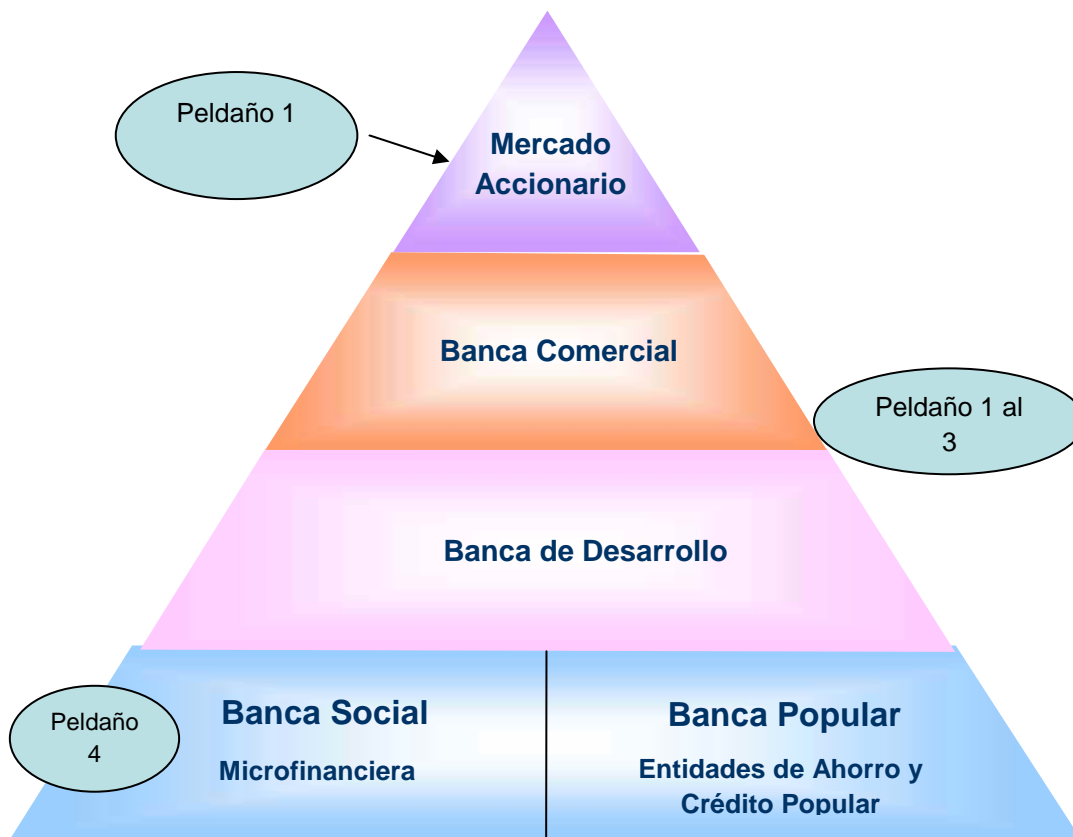 Peldaño 1
Mercado
Accionario
Banca Comercial
Peldaño 1 al
3
Banca de Desarrollo
Peldaño
4
Banca Social
Microfinanciera
Banca Popular
Entidades de Ahorro y
Crédito Popular